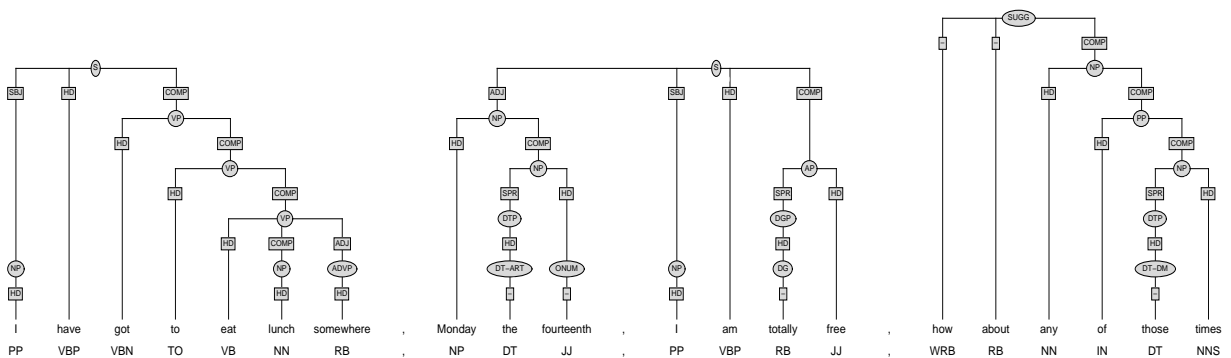 SUGG
– – COMP
S S NP
SBJ HD COMP ADJ SBJ HD COMP HD COMP
VP NP PP
HD COMP HD COMP HD COMP
VP NP AP NP
HD COMP SPR HD SPR HD SPR HD
VP DTP DGP DTP
HD COMP ADJ HD HD HD
NP NP ADVP DT–ART ONUM NP DG DT–DM
HD HD HD – – HD – –
I have got to eat lunch somewhere , Monday the fourteenth , I am totally free , how about any of those times
PP VBP VBN TO VB NN RB , NP DT JJ , PP VBP RB JJ , WRB RB NN IN DT NNS